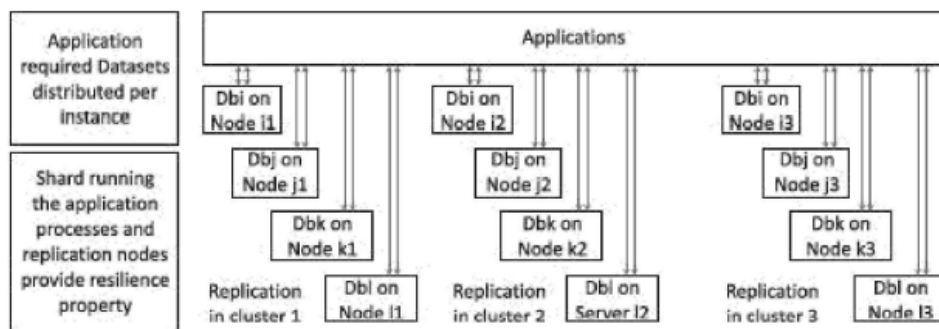 Application
required Datasets
distributed per
instance
Shard running
the application
processes and
replication nodes
provide resilience
property
Applications
Dbi on
Node i1
Dbj on
Node j1
Dbk on
Node k1
Dbl on
Node l1
Replication
in cluster 1
Dbi on
Node i2
Dbj on
Node j2
Dbk on
Node k2
Dbl on
Server l2
Replication
in cluster 2
Dbi on
Node i3
Dbj on
Node j3
Dbk on
Node k3
Dbl on
Node l3
Replication
in cluster 3